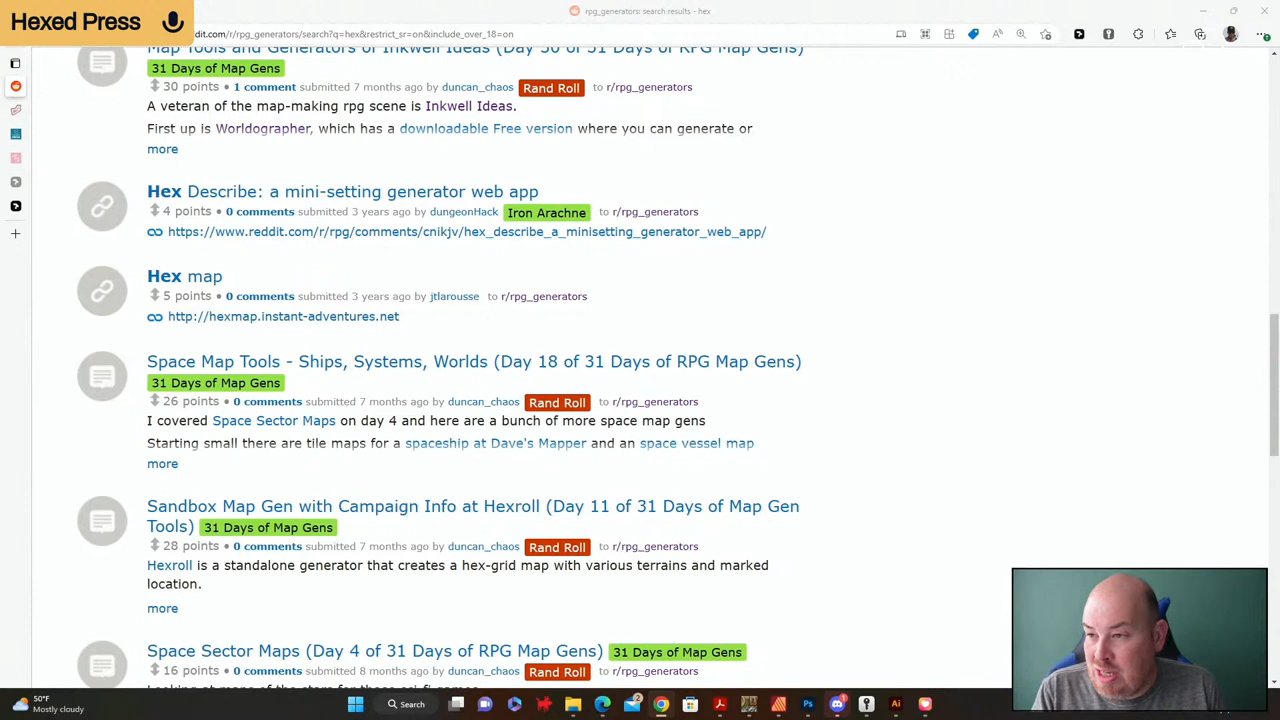 Hexed Press
rpg_generators: search results - hex
eddit.com/r/rpg_generators/search?q=hex&restrict_sr=on&include_over_18=on
Map Tools and Generators of Inkwell Ideas (Day 30 of 31 Days of RPG Map Gens)
31 Days of Map Gens
30 points • 1 comment submitted 7 months ago by duncan_chaos Rand Roll to r/rpg_generators
A veteran of the map-making rpg scene is Inkwell Ideas.
First up is Worldographer, which has a downloadable Free version where you can generate or
more
Hex Describe: a mini-setting generator web app
4 points • 0 comments submitted 3 years ago by dungeonHack Iron Arachne to r/rpg_generators
https://www.reddit.com/r/rpg/comments/cnikjv/hex_describe_a_minisetting_generator_web_app/
Hex map
5 points • 0 comments submitted 3 years ago by jtlarousse to r/rpg_generators
http://hexmap.instant-adventures.net
Space Map Tools - Ships, Systems, Worlds (Day 18 of 31 Days of RPG Map Gens)
31 Days of Map Gens
26 points • 0 comments submitted 7 months ago by duncan_chaos Rand Roll to r/rpg_generators
I covered Space Sector Maps on day 4 and here are a bunch of more space map gens
Starting small there are tile maps for a spaceship at Dave's Mapper and an space vessel map
more
Sandbox Map Gen with Campaign Info at Hexroll (Day 11 of 31 Days of Map Gen
Tools) 31 Days of Map Gens
28 points • 0 comments submitted 7 months ago by duncan_chaos Rand Roll to r/rpg_generators
Hexroll is a standalone generator that creates a hex-grid map with various terrains and marked
location.
more
Space Sector Maps (Day 4 of 31 Days of RPG Map Gens) 31 Days of Map Gens
16 points • 0 comments submitted 8 months ago by duncan_chaos Rand Roll to r/rpg_generators
50°F
Mostly cloudy
Search
2
1